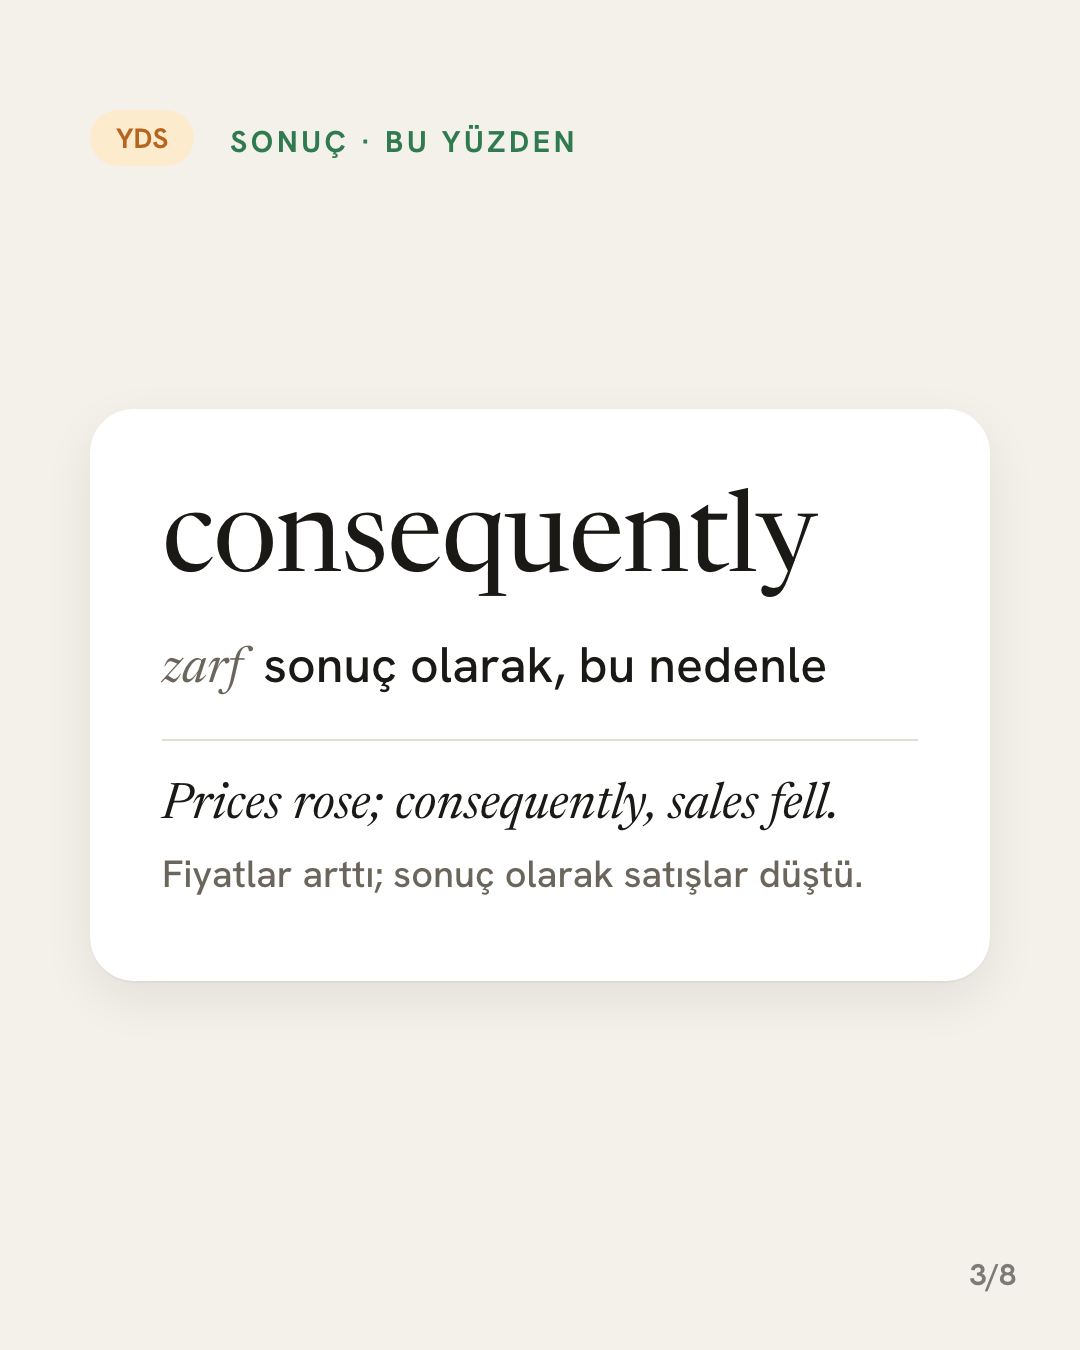 YDS
SONUÇ · BU YÜZDEN
consequently
zarf sonuç olarak, bu nedenle
Prices rose; consequently, sales fell.
Fiyatlar arttı; sonuç olarak satışlar düştü.
3/8